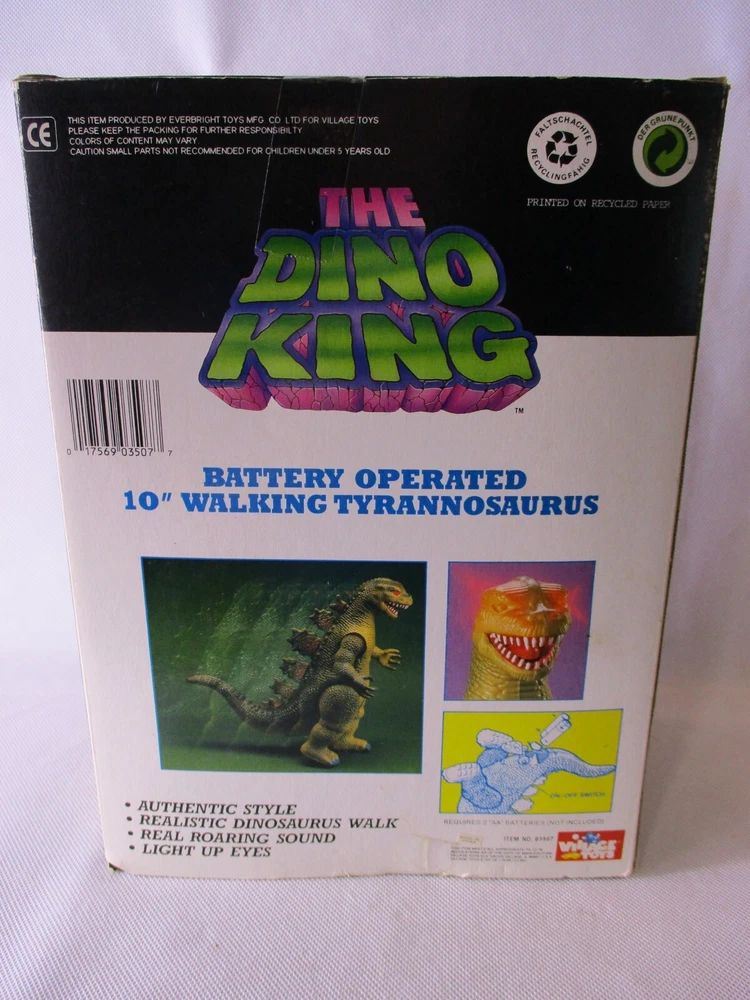 CE
THIS ITEM PRODUCED BY EVERBRIGHT TOYS MFG CO LTD FOR VILLAGE TOYS
PLEASE KEEP THE PACKING FOR FURTHER RESPONSIBILTY
COLORS OF CONTENT MAY VARY
CAUTION SMALL PARTS NOT RECOMMENDED FOR CHILDREN UNDER 5 YEARS OLD
FALTSCHACHTEL
RECYCLINGFÄHIG
DER GRÜNE PUNKT
PRINTED ON RECYCLED PAPER
THE
DINO
KING
TM
0 17569 03507 7
BATTERY OPERATED
10" WALKING TYRANNOSAURUS
ON/OFF SWITCH
• AUTHENTIC STYLE
• REALISTIC DINOSAURUS WALK
• REAL ROARING SOUND
• LIGHT UP EYES
REQUIRES 2 "AA" BATTERIES (NOT INCLUDED)
ITEM NO. 03507
VILLAGE
TOYS